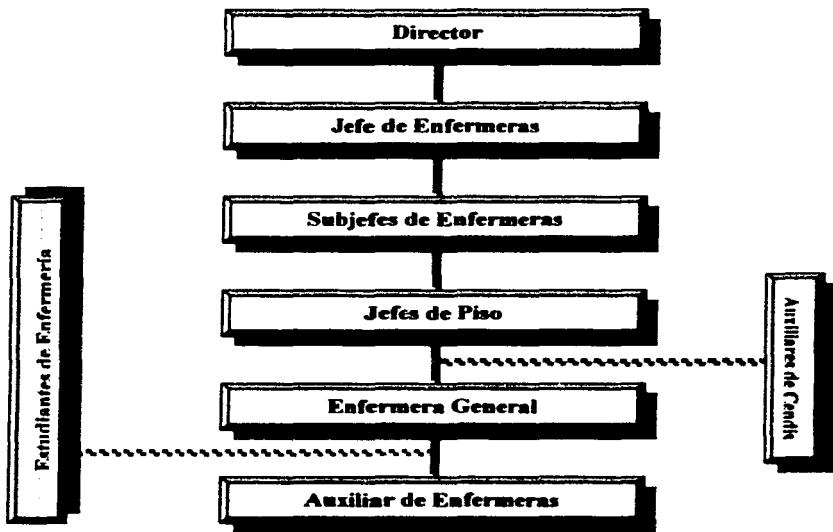 Director
Jefe de Enfermeras
Subjefes de Enfermeras
Jefes de Piso
Enfermera General
Auxiliar de Enfermeras
Estudiantes de Enfermería
Auxiliares de Cendis